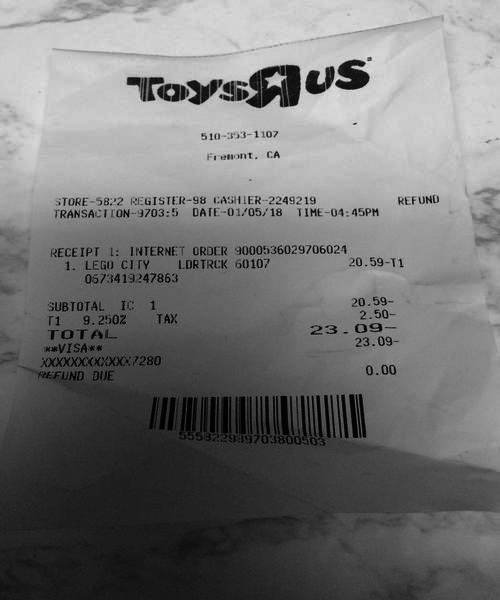 ToysRus
510-353-1107
Fremont, CA
STORE-5822 REGISTER-98 CASHIER-2249219 REFUND
TRANSACTION-9703:5 DATE-01/05/18 TIME-04:45PM
RECEIPT 1: INTERNET ORDER 9000536029706024
1. LEGO CITY LDRTRCK 60107 20.59-T1
0673419247863
SUBTOTAL IC 1 20.59-
T1 9.250% TAX 2.50-
TOTAL 23.09-
**VISA** 23.09-
XXXXXXXXXXXX7280
REFUND DUE 0.00